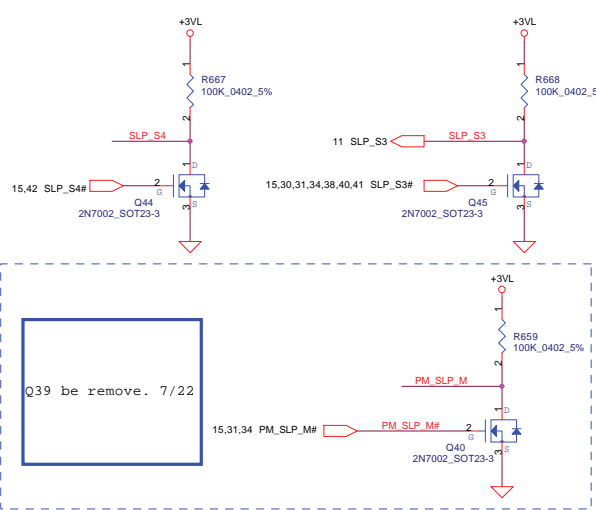 +3VL
+3VL
1
1
R667
100K_0402_5%
R668
100K_0402_5
2
2
SLP_S4
11 SLP_S3
SLP_S3
1
D
1
D
15,42 SLP_S4#
2
G
15,30,31,34,38,40,41 SLP_S3#
2
G
Q44
2N7002_SOT23-3
3
S
Q45
2N7002_SOT23-3
3
S
+3VL
1
R659
100K_0402_5%
2
Q39 be remove. 7/22
PM_SLP_M
1
D
15,31,34 PM_SLP_M#
PM_SLP_M#
2
G
Q40
2N7002_SOT23-3
3
S